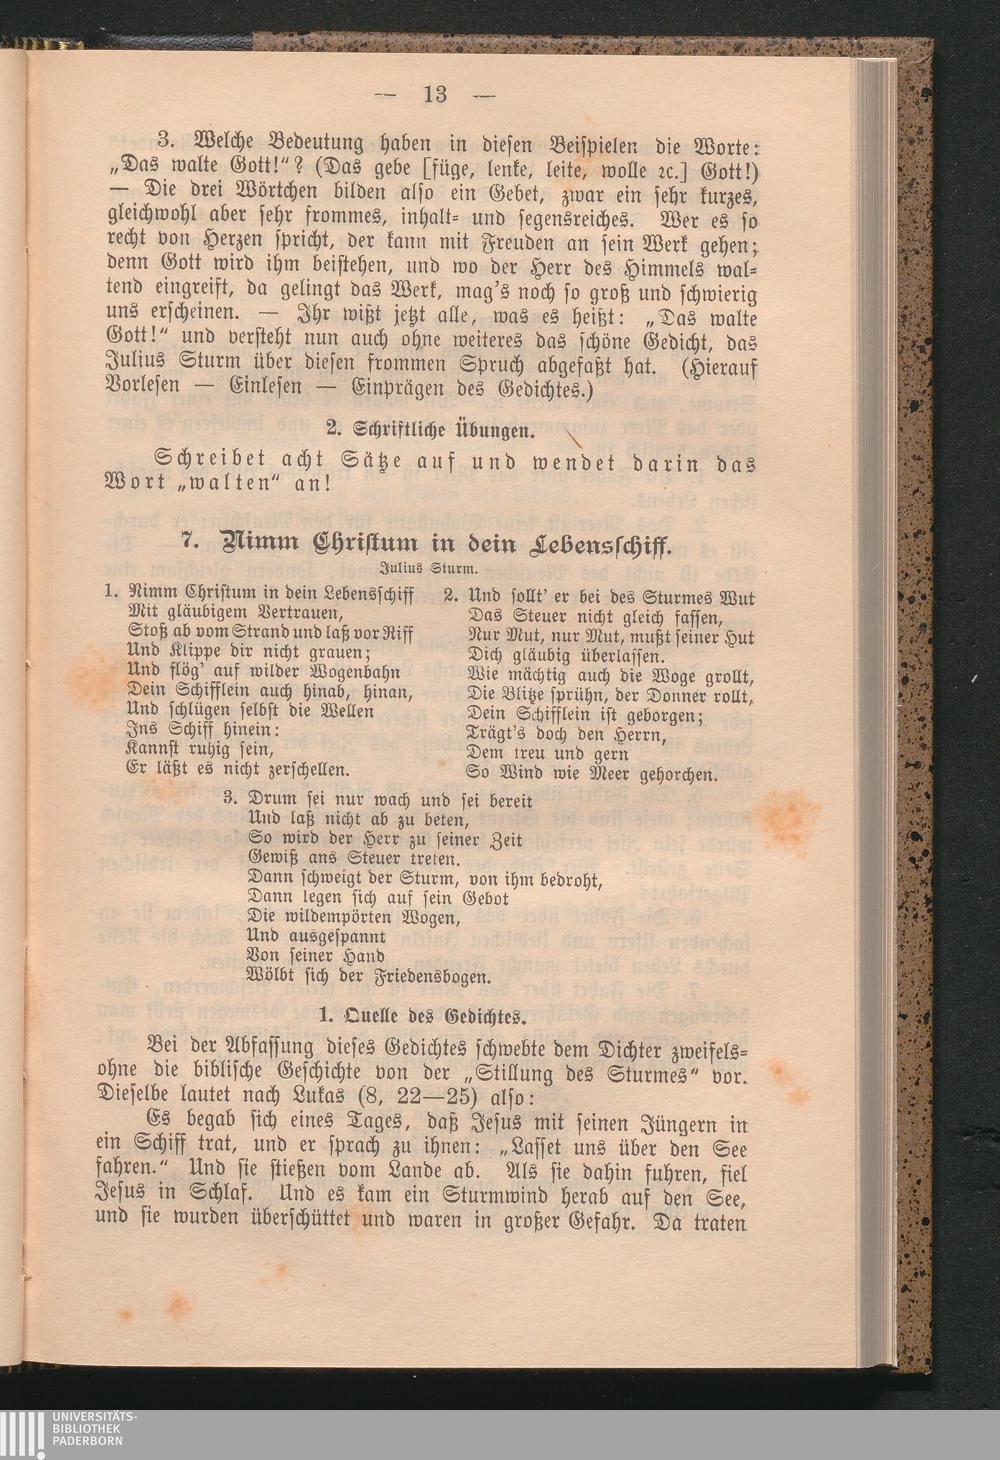 — 13 —
3. Welche Bedeutung haben in diesen Beispielen die Worte:
„Das walte Gott!“? (Das gebe [füge, lenke, leite, wolle ꝛc.] Gott!)
— Die drei Wörtchen bilden also ein Gebet, zwar ein sehr kurzes,
gleichwohl aber sehr frommes, inhalt= und segensreiches. Wer es so
recht von Herzen spricht, der kann mit Freuden an sein Werk gehen;
denn Gott wird ihm beistehen, und wo der Herr des Himmels wal=
tend eingreift, da gelingt das Werk, mag's noch so groß und schwierig
uns erscheinen. — Ihr wißt jetzt alle, was es heißt: „Das walte
Gott!“ und versteht nun auch ohne weiteres das schöne Gedicht, das
Julius Sturm über diesen frommen Spruch abgefaßt hat. (Hierauf
Vorlesen — Einlesen — Einprägen des Gedichtes.)
2. Schriftliche Übungen.
Schreibet acht Sätze auf und wendet darin das
Wort „walten“ an!
7. Nimm Christum in dein Lebensschiff.
Julius Sturm.
1. Nimm Christum in dein Lebensschiff
Mit gläubigem Vertrauen,
Stoß ab vom Strand und laß vor Riff
Und Klippe dir nicht grauen;
Und flög' auf wilder Wogenbahn
Dein Schifflein auch hinab, hinan,
Und schlügen selbst die Wellen
Ins Schiff hinein:
Kannst ruhig sein,
Er läßt es nicht zerschellen.
2. Und sollt' er bei des Sturmes Wut
Das Steuer nicht gleich fassen,
Nur Mut, nur Mut, mußt seiner Hut
Dich gläubig überlassen.
Wie mächtig auch die Woge grollt,
Die Blitze sprühn, der Donner rollt,
Dein Schifflein ist geborgen;
Trägt's doch den Herrn,
Dem treu und gern
So Wind wie Meer gehorchen.
3. Drum sei nur wach und sei bereit
Und laß nicht ab zu beten,
So wird der Herr zu seiner Zeit
Gewiß ans Steuer treten.
Dann schweigt der Sturm, von ihm bedroht,
Dann legen sich auf sein Gebot
Die wildempörten Wogen,
Und ausgespannt
Von seiner Hand
Wölbt sich der Friedensbogen.
1. Quelle des Gedichtes.
Bei der Abfassung dieses Gedichtes schwebte dem Dichter zweifels=
ohne die biblische Geschichte von der „Stillung des Sturmes“ vor.
Dieselbe lautet nach Lukas (8, 22—25) also:
Es begab sich eines Tages, daß Jesus mit seinen Jüngern in
ein Schiff trat, und er sprach zu ihnen: „Lasset uns über den See
fahren.“ Und sie stießen vom Lande ab. Als sie dahin fuhren, fiel
Jesus in Schlaf. Und es kam ein Sturmwind herab auf den See,
und sie wurden überschüttet und waren in großer Gefahr. Da traten
UNIVERSITÄTS-
BIBLIOTHEK
PADERBORN